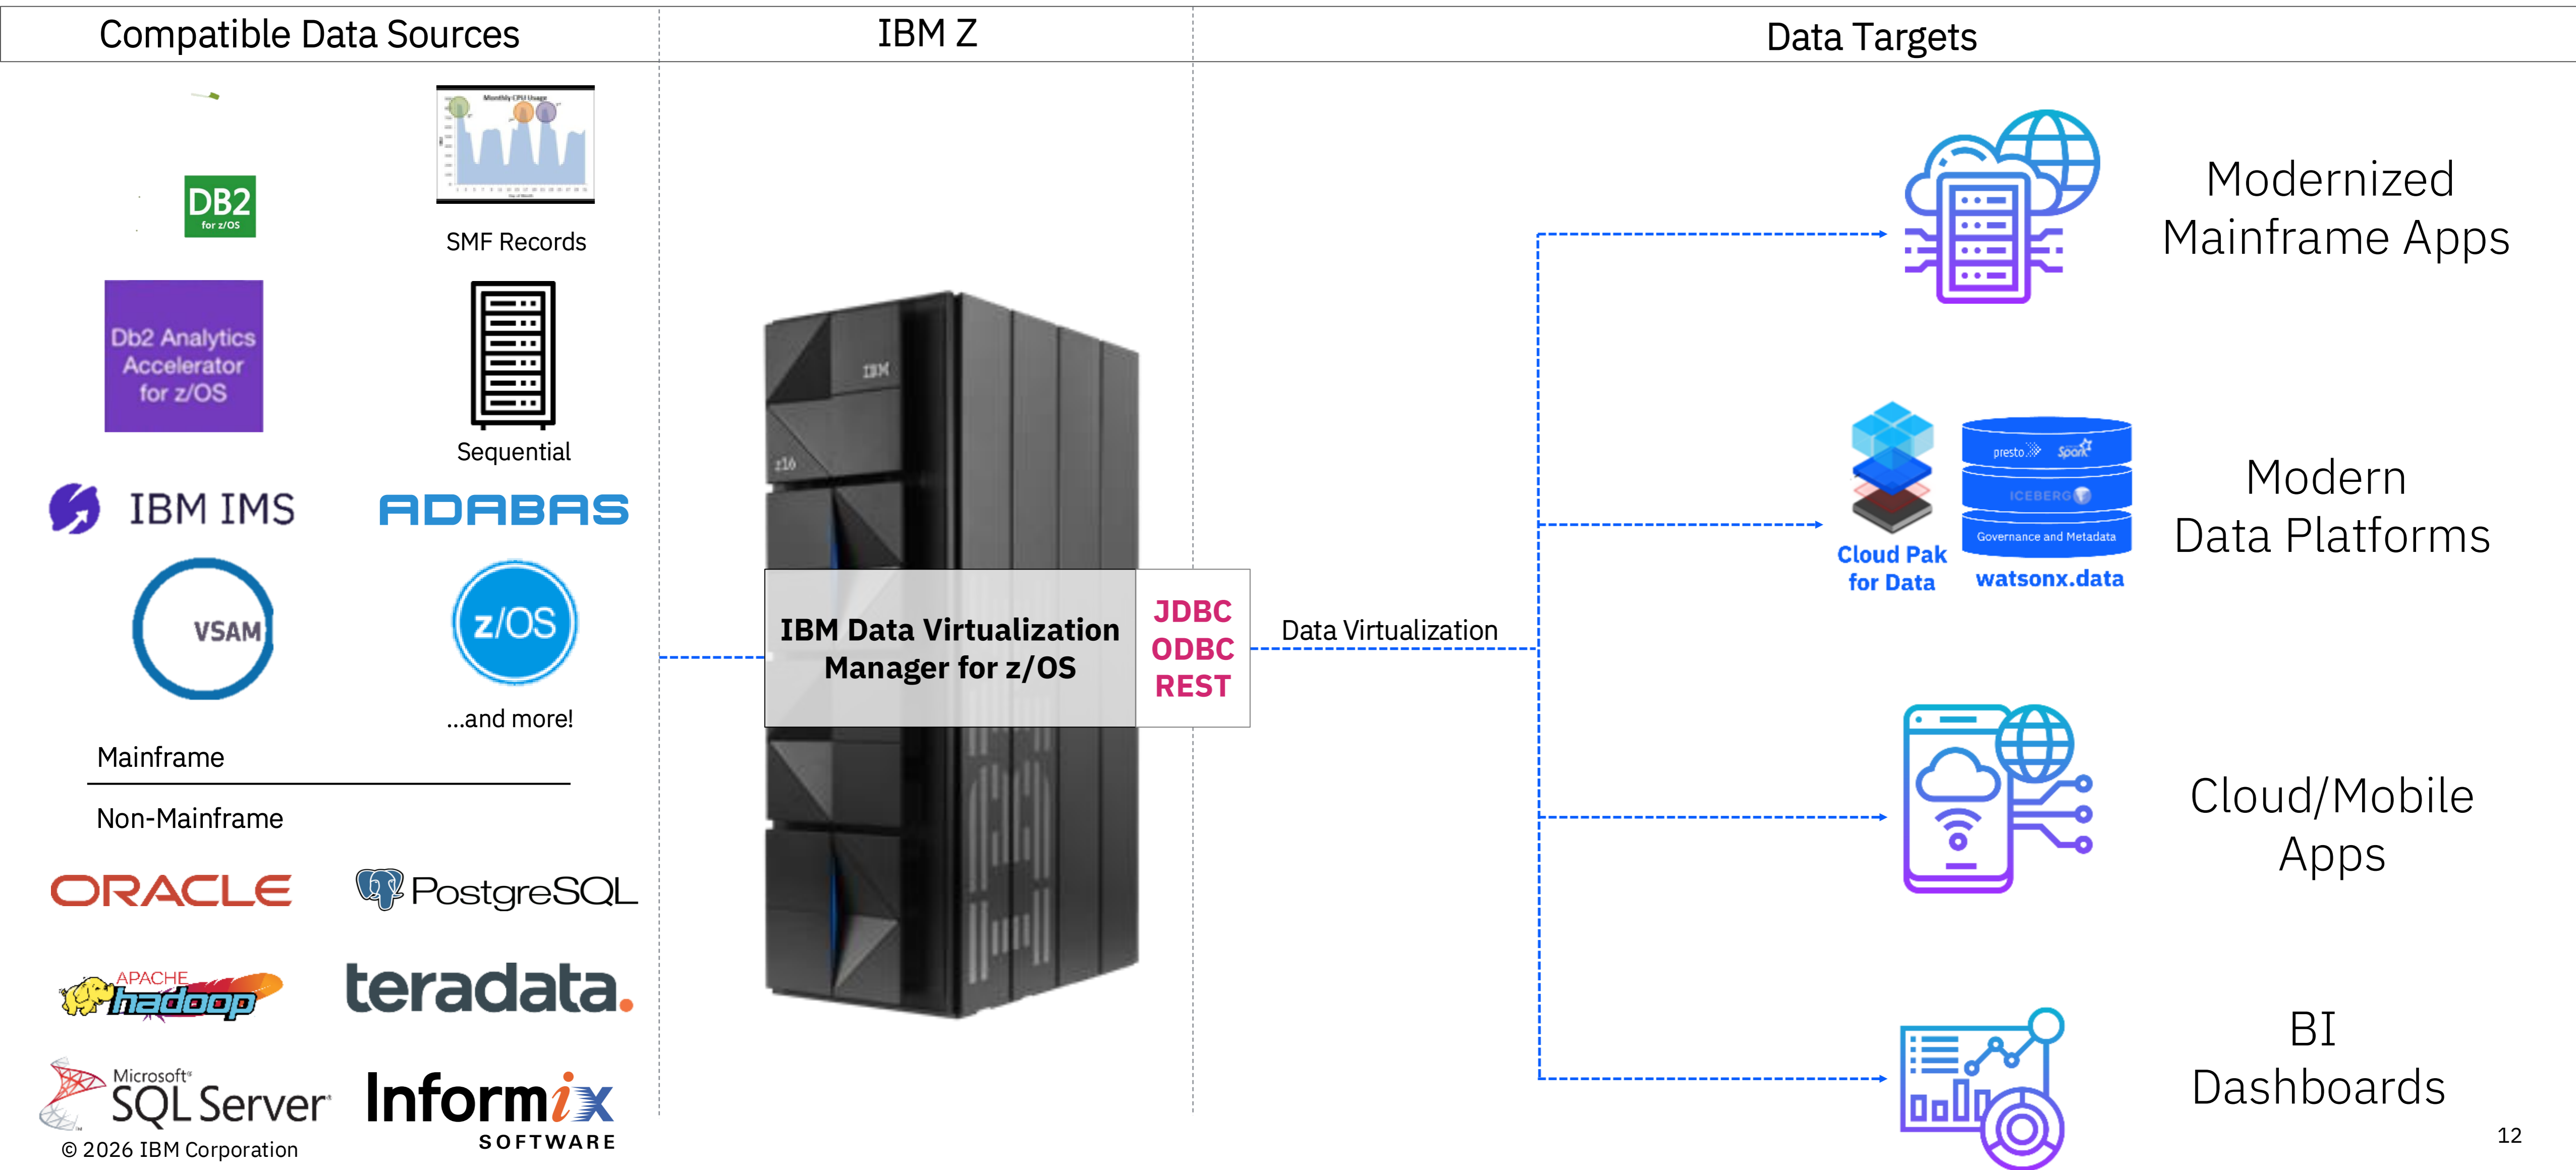 Compatible Data Sources
IBM Z
Data Targets
Monthly CPU Usage
DB2
for z/OS
SMF Records
Db2 Analytics
Accelerator
for z/OS
Sequential
IBM IMS
ADABAS
VSAM
z/OS
...and more!
Mainframe
Non-Mainframe
ORACLE
PostgreSQL
APACHE
hadoop
teradata.
Microsoft®
SQL Server®
Informix
SOFTWARE
© 2026 IBM Corporation
IBM
z16
IBM Data Virtualization
Manager for z/OS
JDBC
ODBC
REST
Data Virtualization
Modernized
Mainframe Apps
Cloud Pak
for Data
presto
Spark
ICEBERG
Governance and Metadata
watsonx.data
Modern
Data Platforms
Cloud/Mobile
Apps
BI
Dashboards
12